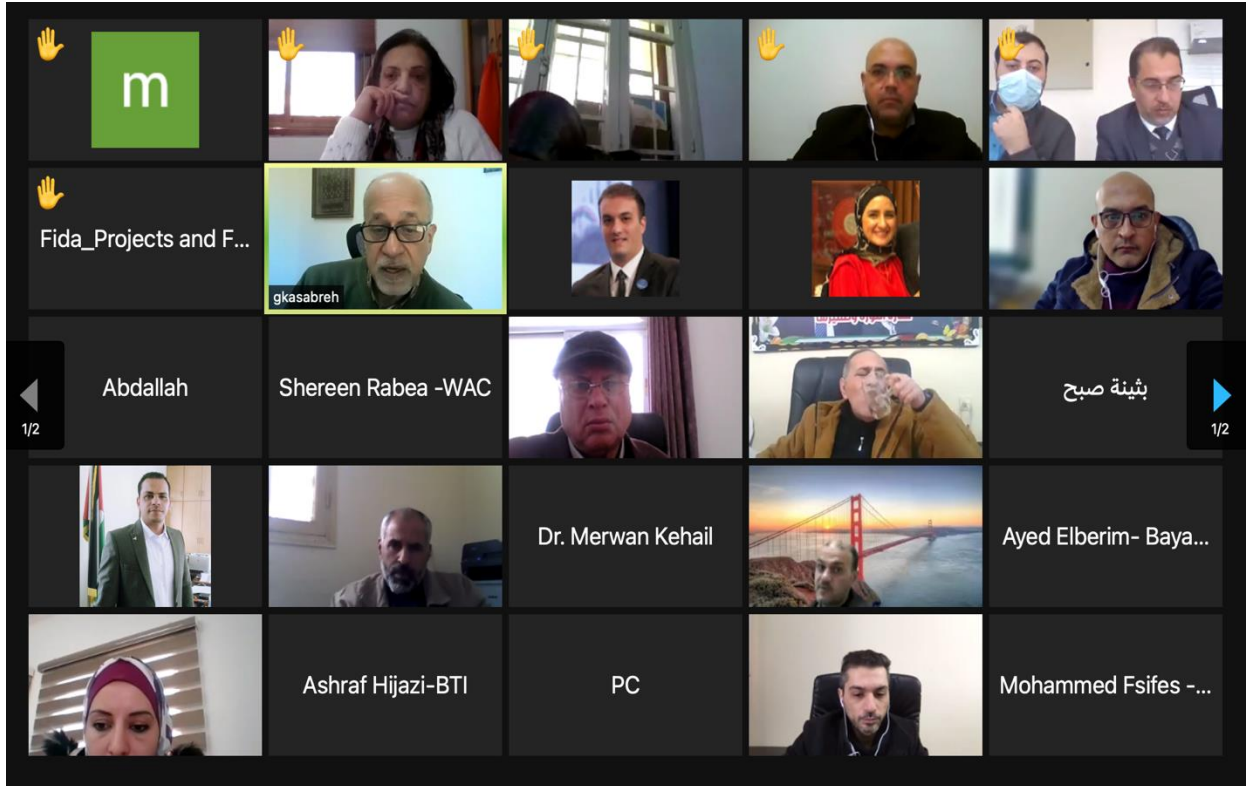 m
Fida_Projects and F...
gkasabreh
Abdallah
Shereen Rabea -WAC
بثينة صبح
1/2
1/2
Dr. Merwan Kehail
Ayed Elberim- Baya...
Ashraf Hijazi-BTI
PC
Mohammed Fsifes -...